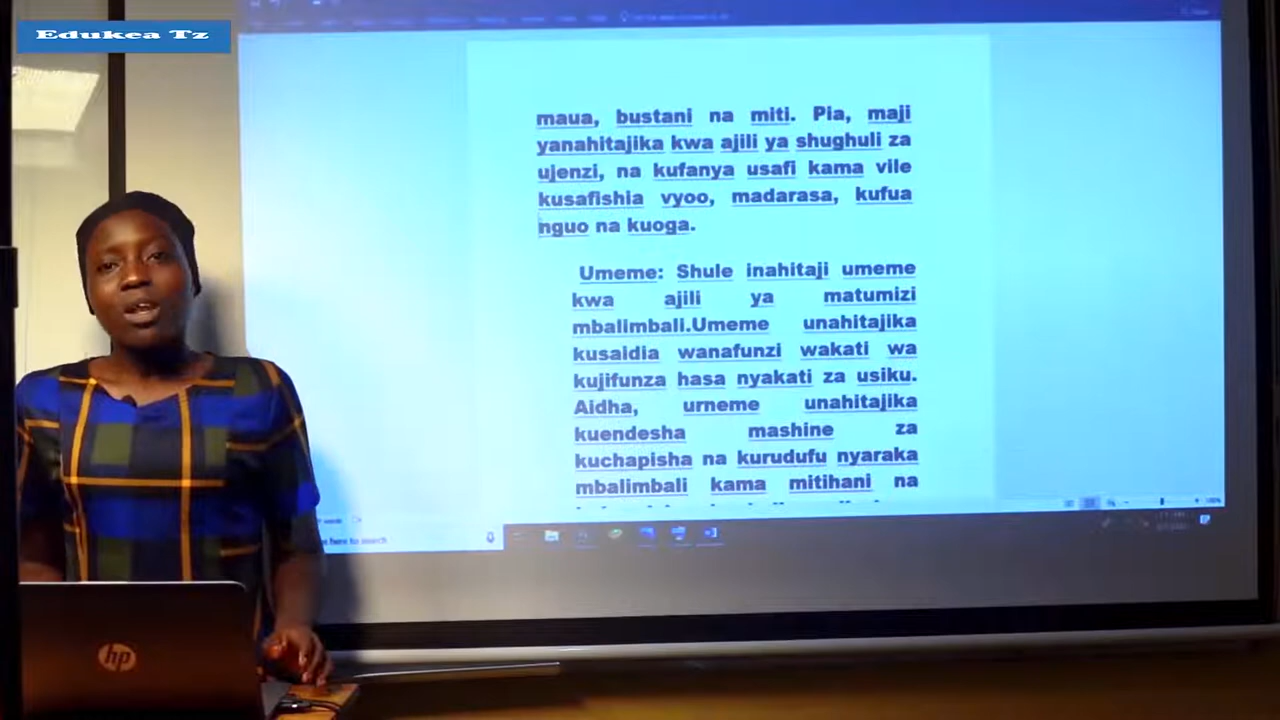 Edukea Tz
maua, bustani na miti. Pia, maji
yanahitajika kwa ajili ya shughuli za
ujenzi, na kufanya usafi kama vile
kusafishia vyoo, madarasa, kufua
nguo na kuoga.
Umeme: Shule inahitaji umeme
kwa ajili ya matumizi
mbalimbali.Umeme unahitajika
kusaidia wanafunzi wakati wa
kujifunza hasa nyakati za usiku.
Aidha, urneme unahitajika
kuendesha mashine za
kuchapisha na kurudufu nyaraka
mbalimbali kama mitihani na
here to search
hp